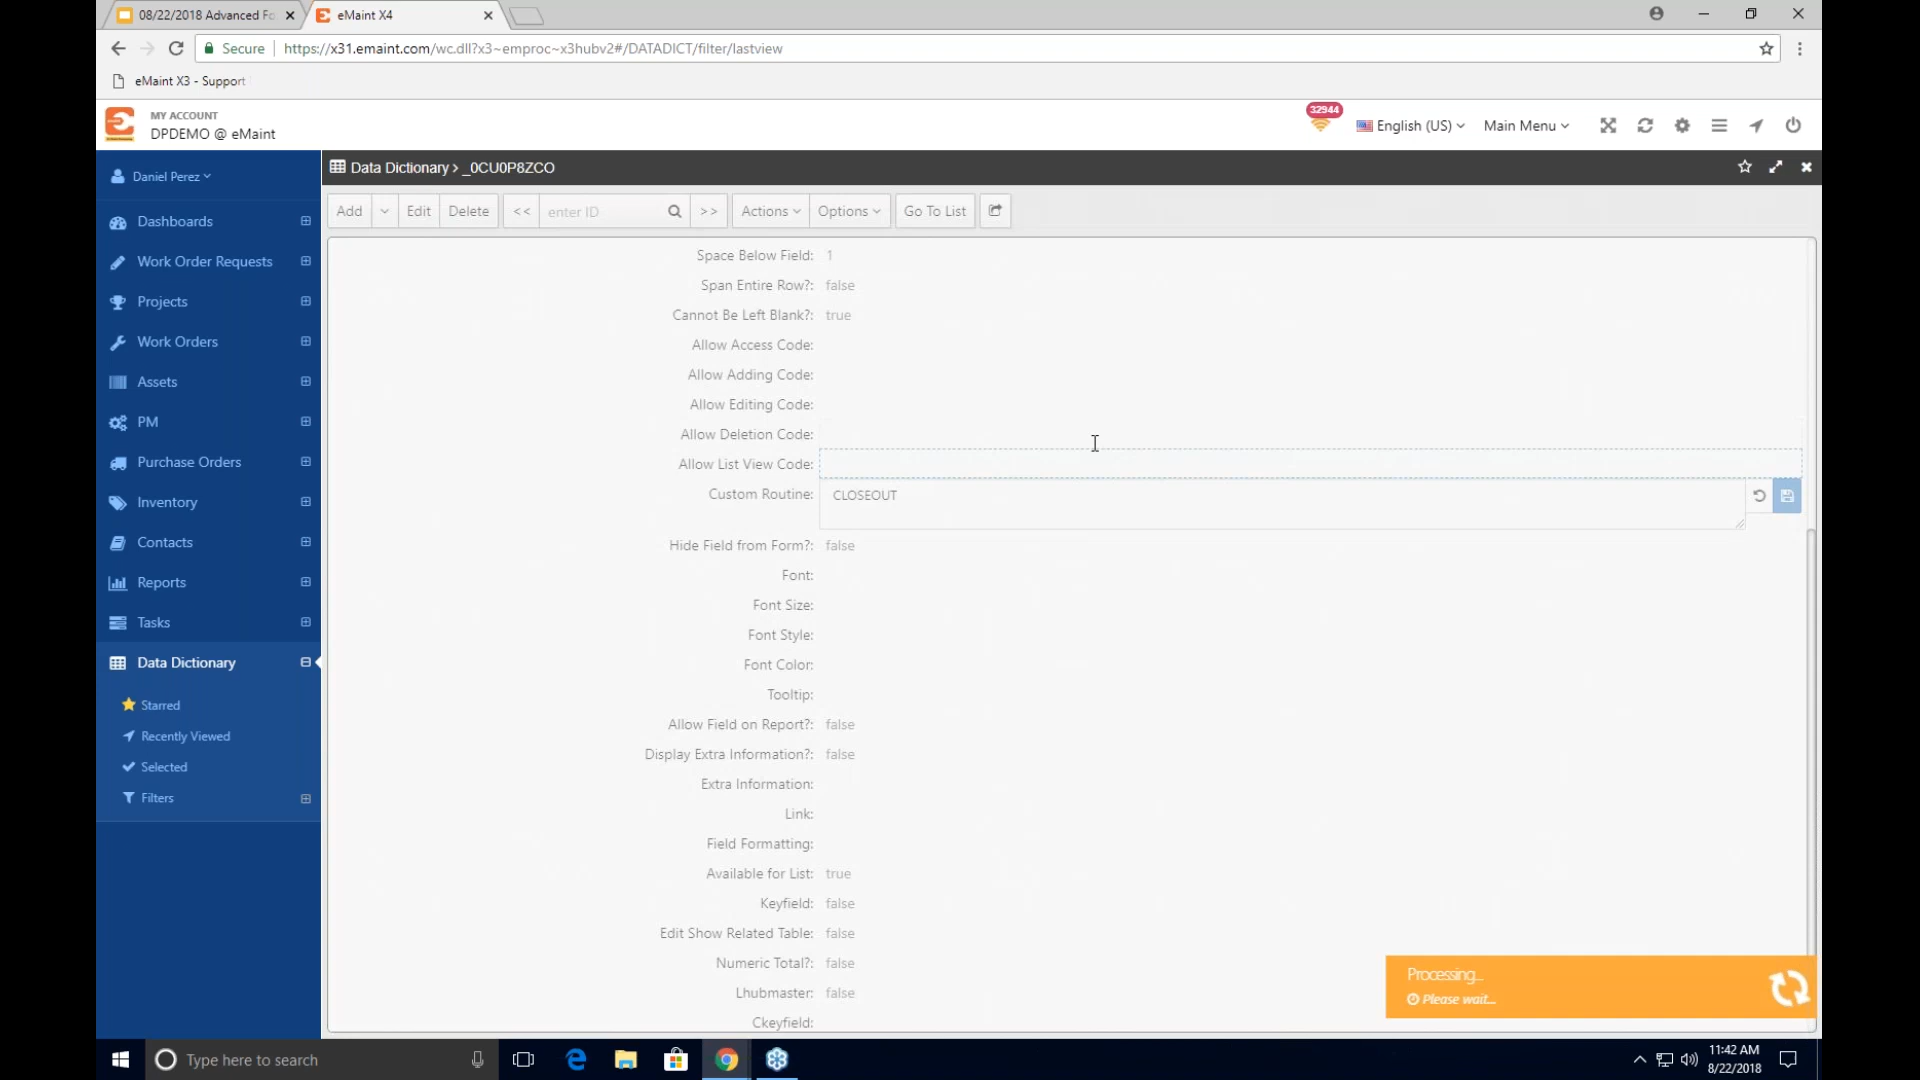 08/22/2018 Advanced Fo
eMaint X4
Secure
https://x31.emaint.com/wc.dll?x3~emproc~x3hubv2#/DATADICT/filter/lastview
eMaint X3 - Support
MY ACCOUNT
DPDEMO @ eMaint
32944
English (US)
Main Menu
Daniel Perez
Dashboards
Work Order Requests
Projects
Work Orders
Assets
PM
Purchase Orders
Inventory
Contacts
Reports
Tasks
Data Dictionary
Starred
Recently Viewed
Selected
Filters
Data Dictionary > _0CU0P8ZCO
Add
Edit
Delete
<<
enter ID
>>
Actions
Options
Go To List
Space Below Field: 1
Span Entire Row?: false
Cannot Be Left Blank?: true
Allow Access Code:
Allow Adding Code:
Allow Editing Code:
Allow Deletion Code:
Allow List View Code:
Custom Routine: CLOSEOUT
Hide Field from Form?: false
Font:
Font Size:
Font Style:
Font Color:
Tooltip:
Allow Field on Report?: false
Display Extra Information?: false
Extra Information:
Link:
Field Formatting:
Available for List: true
Keyfield: false
Edit Show Related Table: false
Numeric Total?: false
Lhubmaster: false
Ckeyfield:
Processing...
Please wait...
Type here to search
11:42 AM
8/22/2018